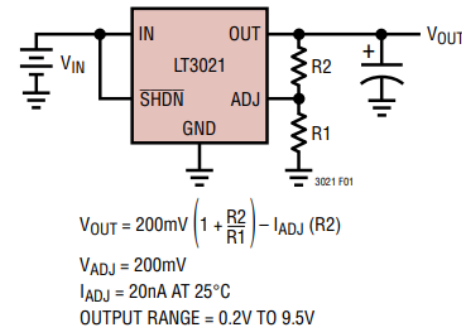 IN
OUT
V_OUT
+
V_IN
LT3021
R2
SHDN
ADJ
R1
GND
3021 F01
V_OUT = 200mV (1 + R2/R1) – I_ADJ (R2)
V_ADJ = 200mV
I_ADJ = 20nA AT 25°C
OUTPUT RANGE = 0.2V TO 9.5V